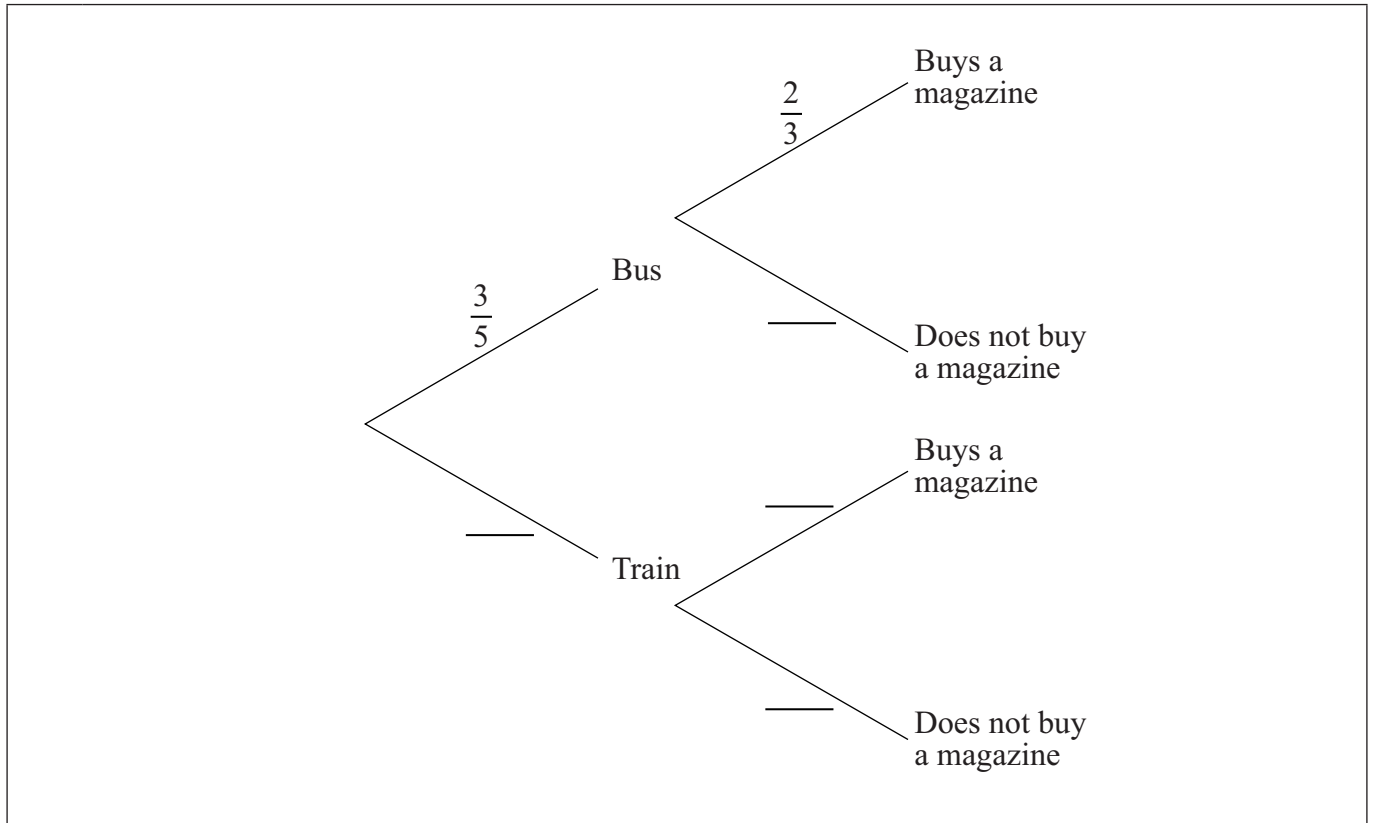 Buys a
magazine
2
3
Bus
3
5
Does not buy
a magazine
Buys a
magazine
Train
Does not buy
a magazine